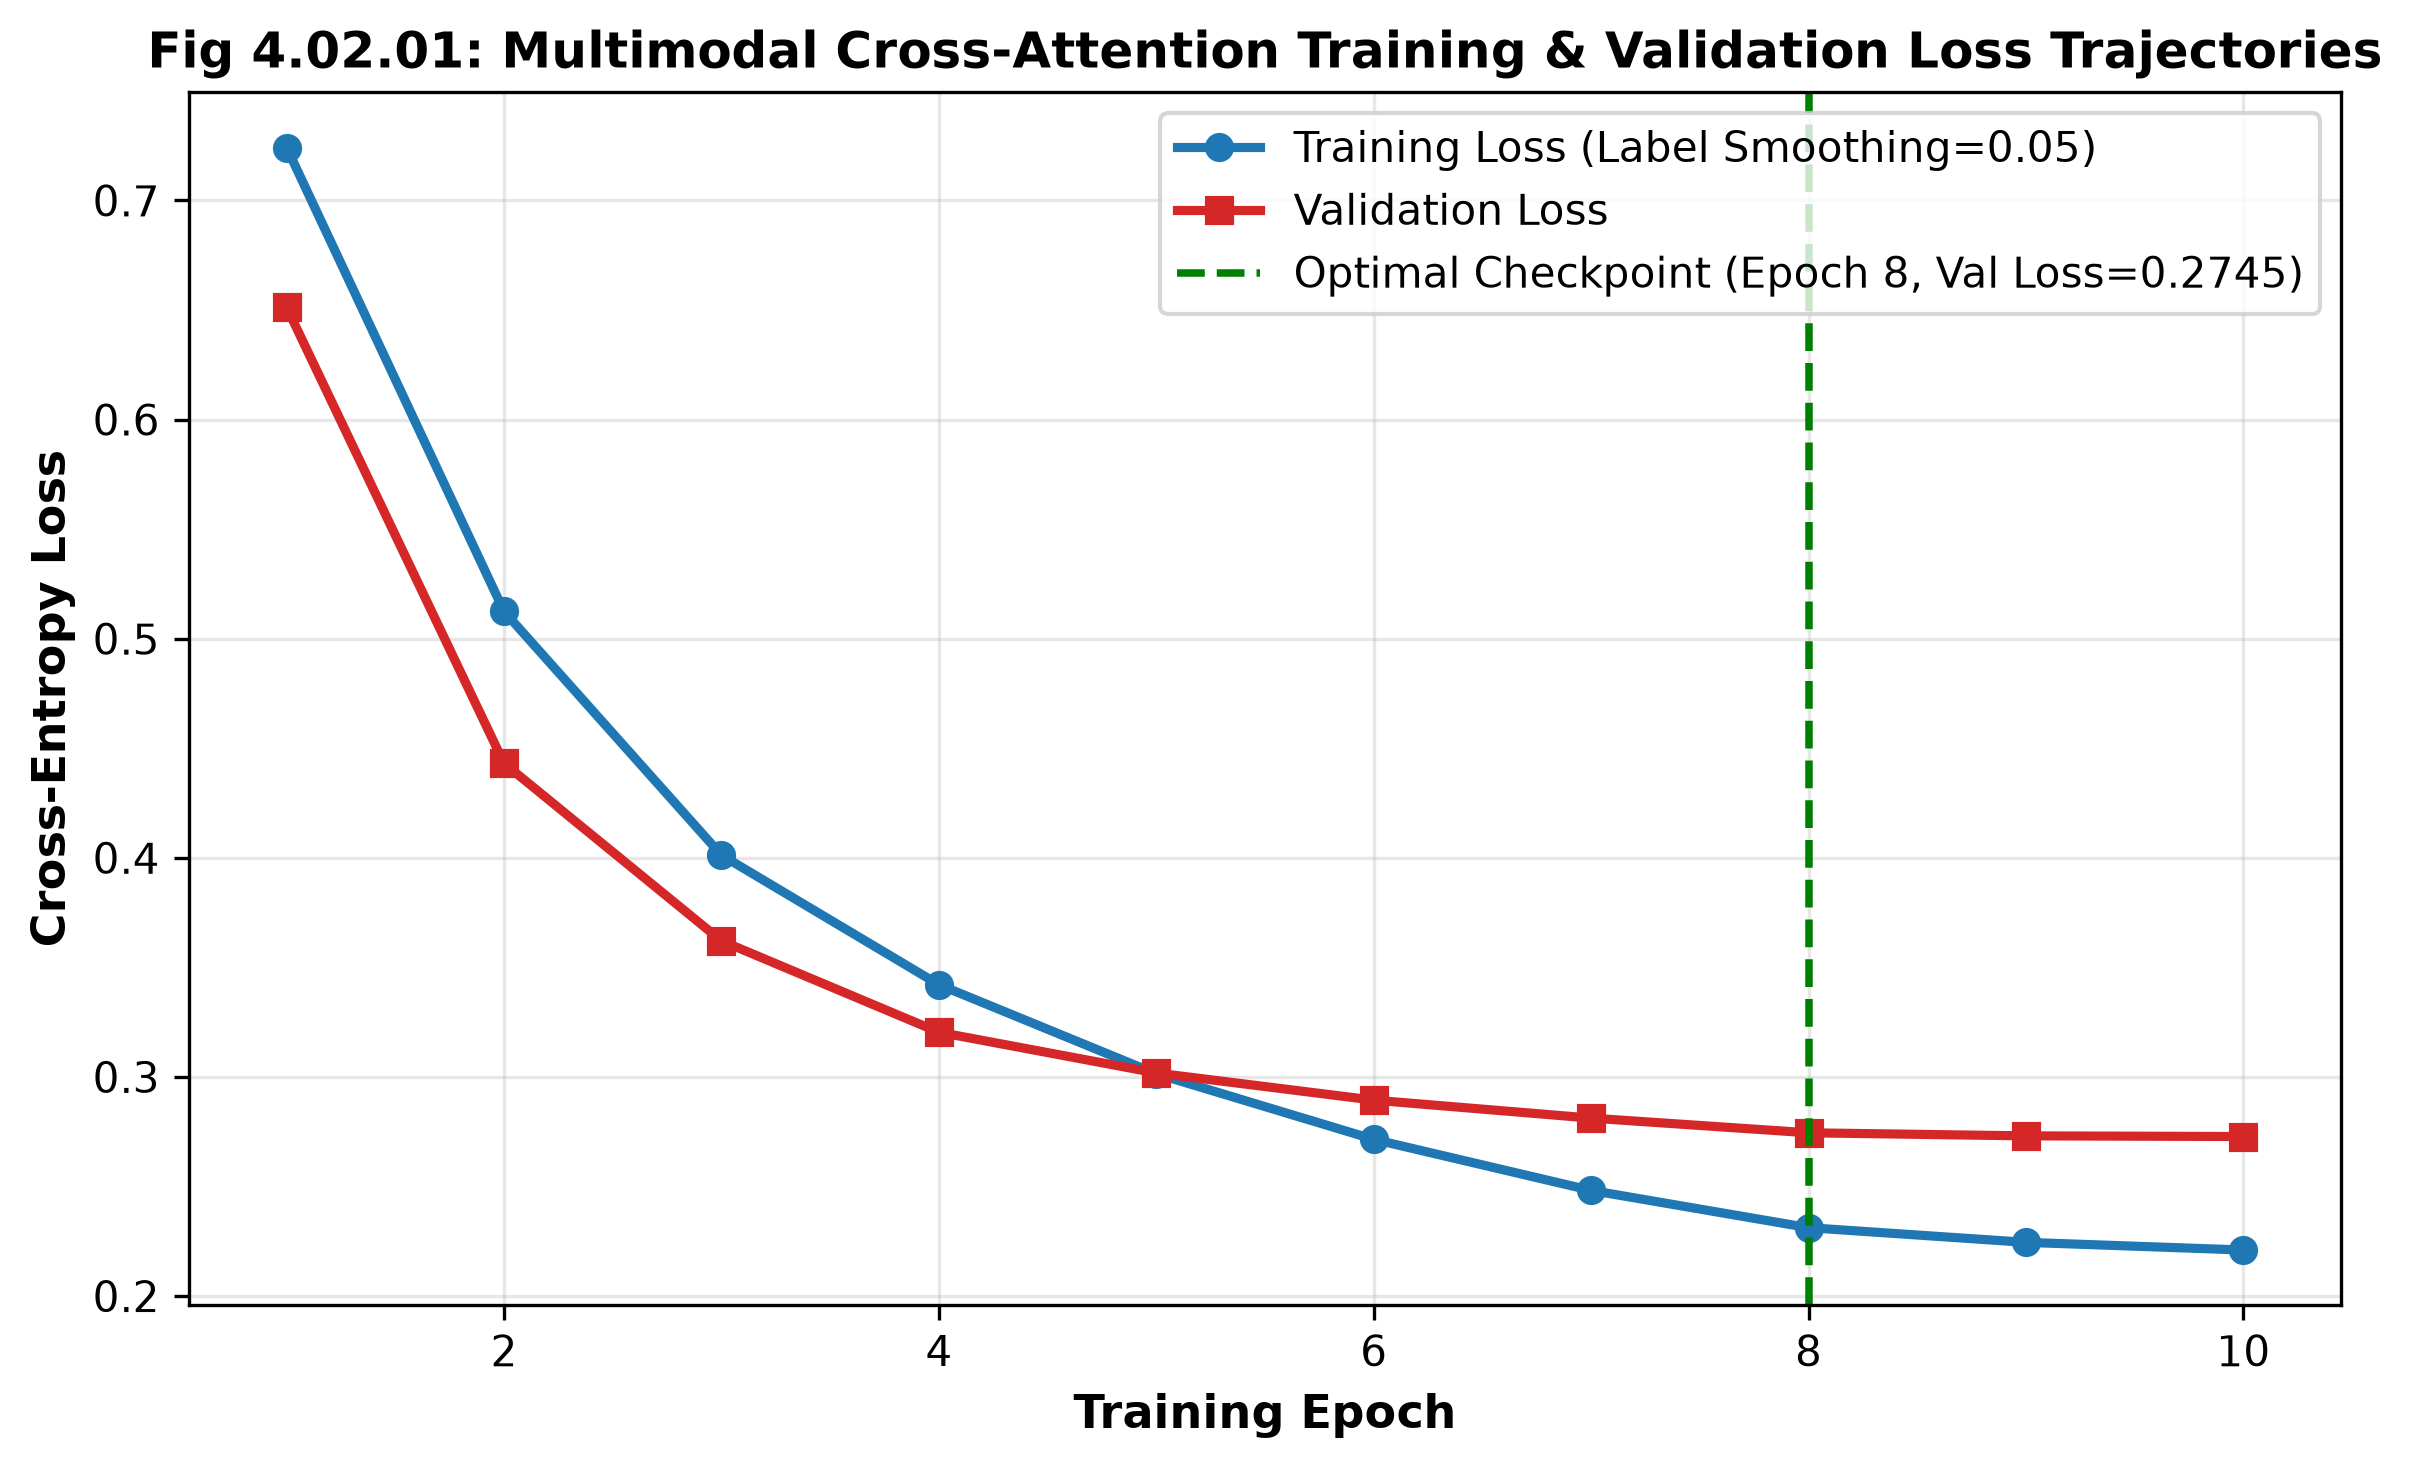 Fig 4.02.01: Multimodal Cross-Attention Training & Validation Loss Trajectories
Training Loss (Label Smoothing=0.05)
Validation Loss
Optimal Checkpoint (Epoch 8, Val Loss=0.2745)
Cross-Entropy Loss
0.7
0.6
0.5
0.4
0.3
0.2
2
4
6
8
10
Training Epoch